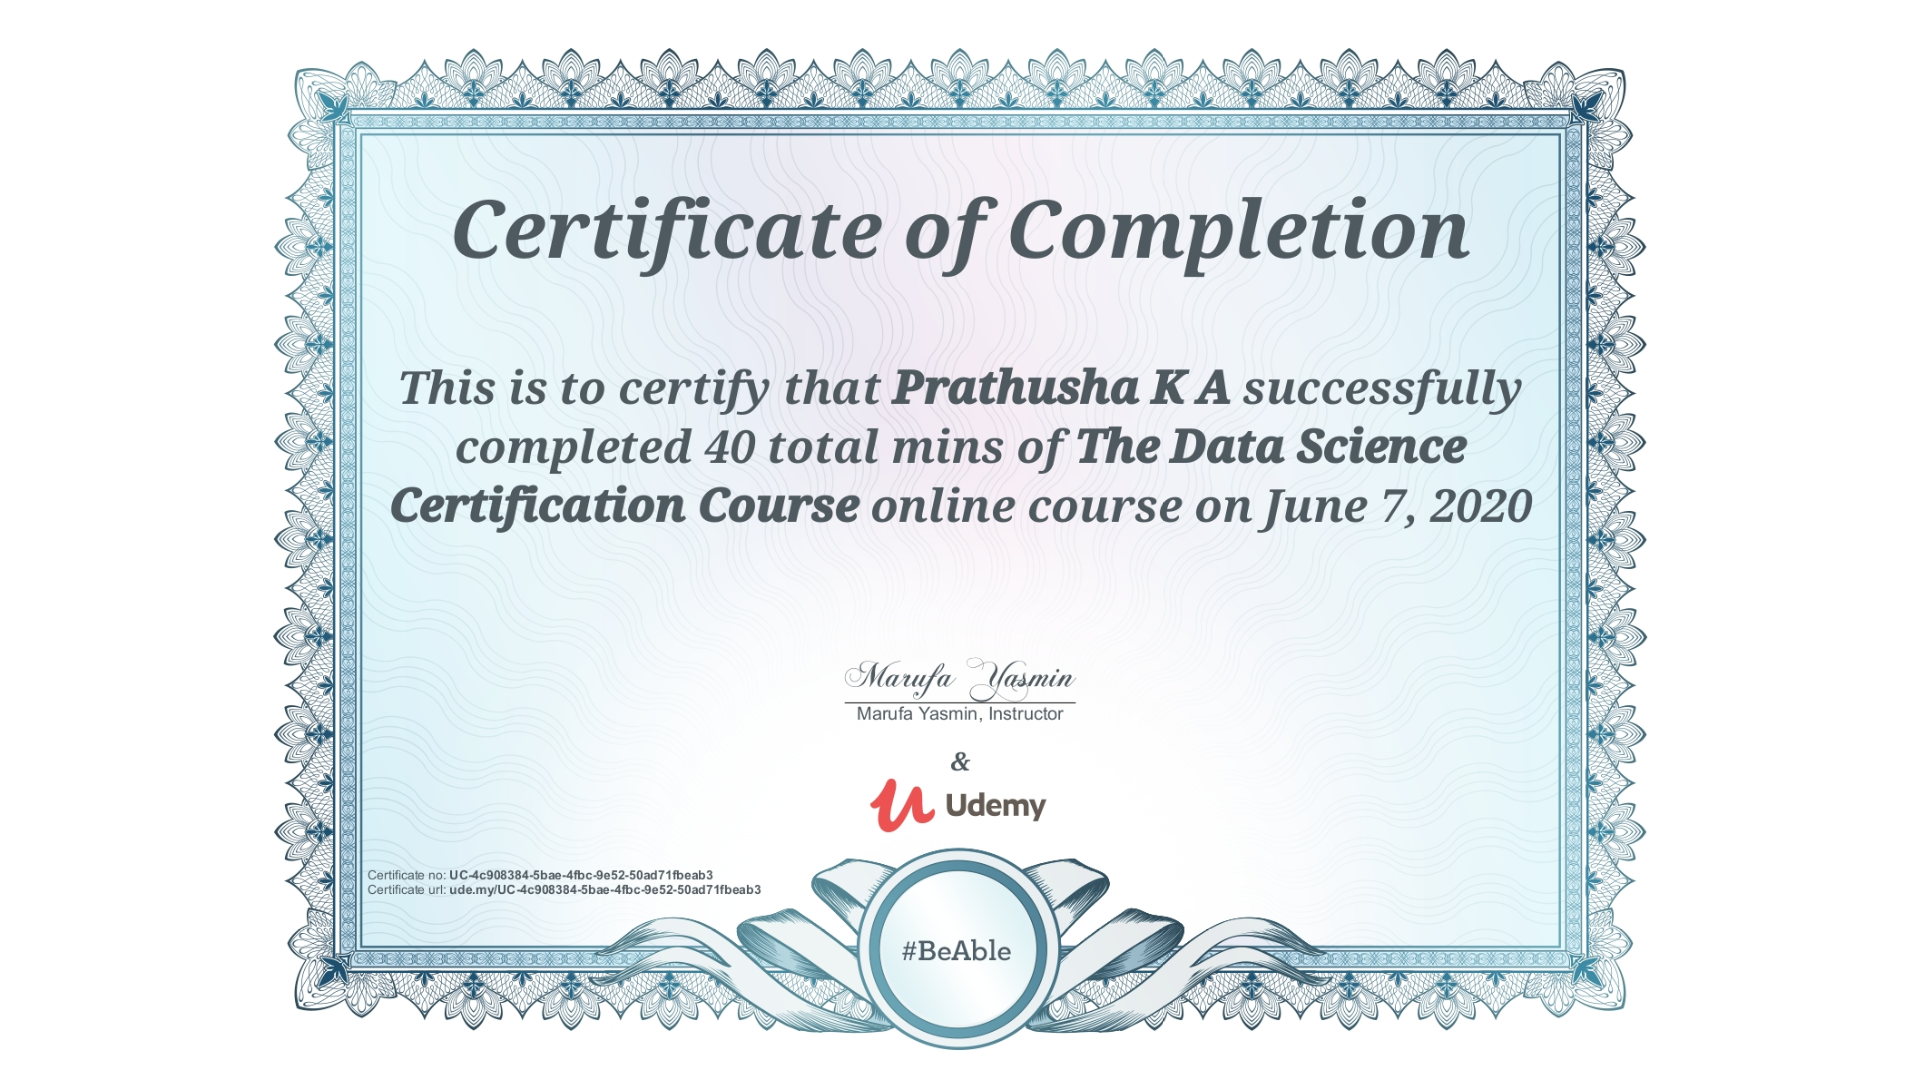 Certificate of Completion
This is to certify that Prathusha K A successfully
completed 40 total mins of The Data Science
Certification Course online course on June 7, 2020
Marufa Yasmin
Marufa Yasmin, Instructor
&
Udemy
Certificate no: UC-4c908384-5bae-4fbc-9e52-50ad71fbeab3
Certificate url: ude.my/UC-4c908384-5bae-4fbc-9e52-50ad71fbeab3
#BeAble